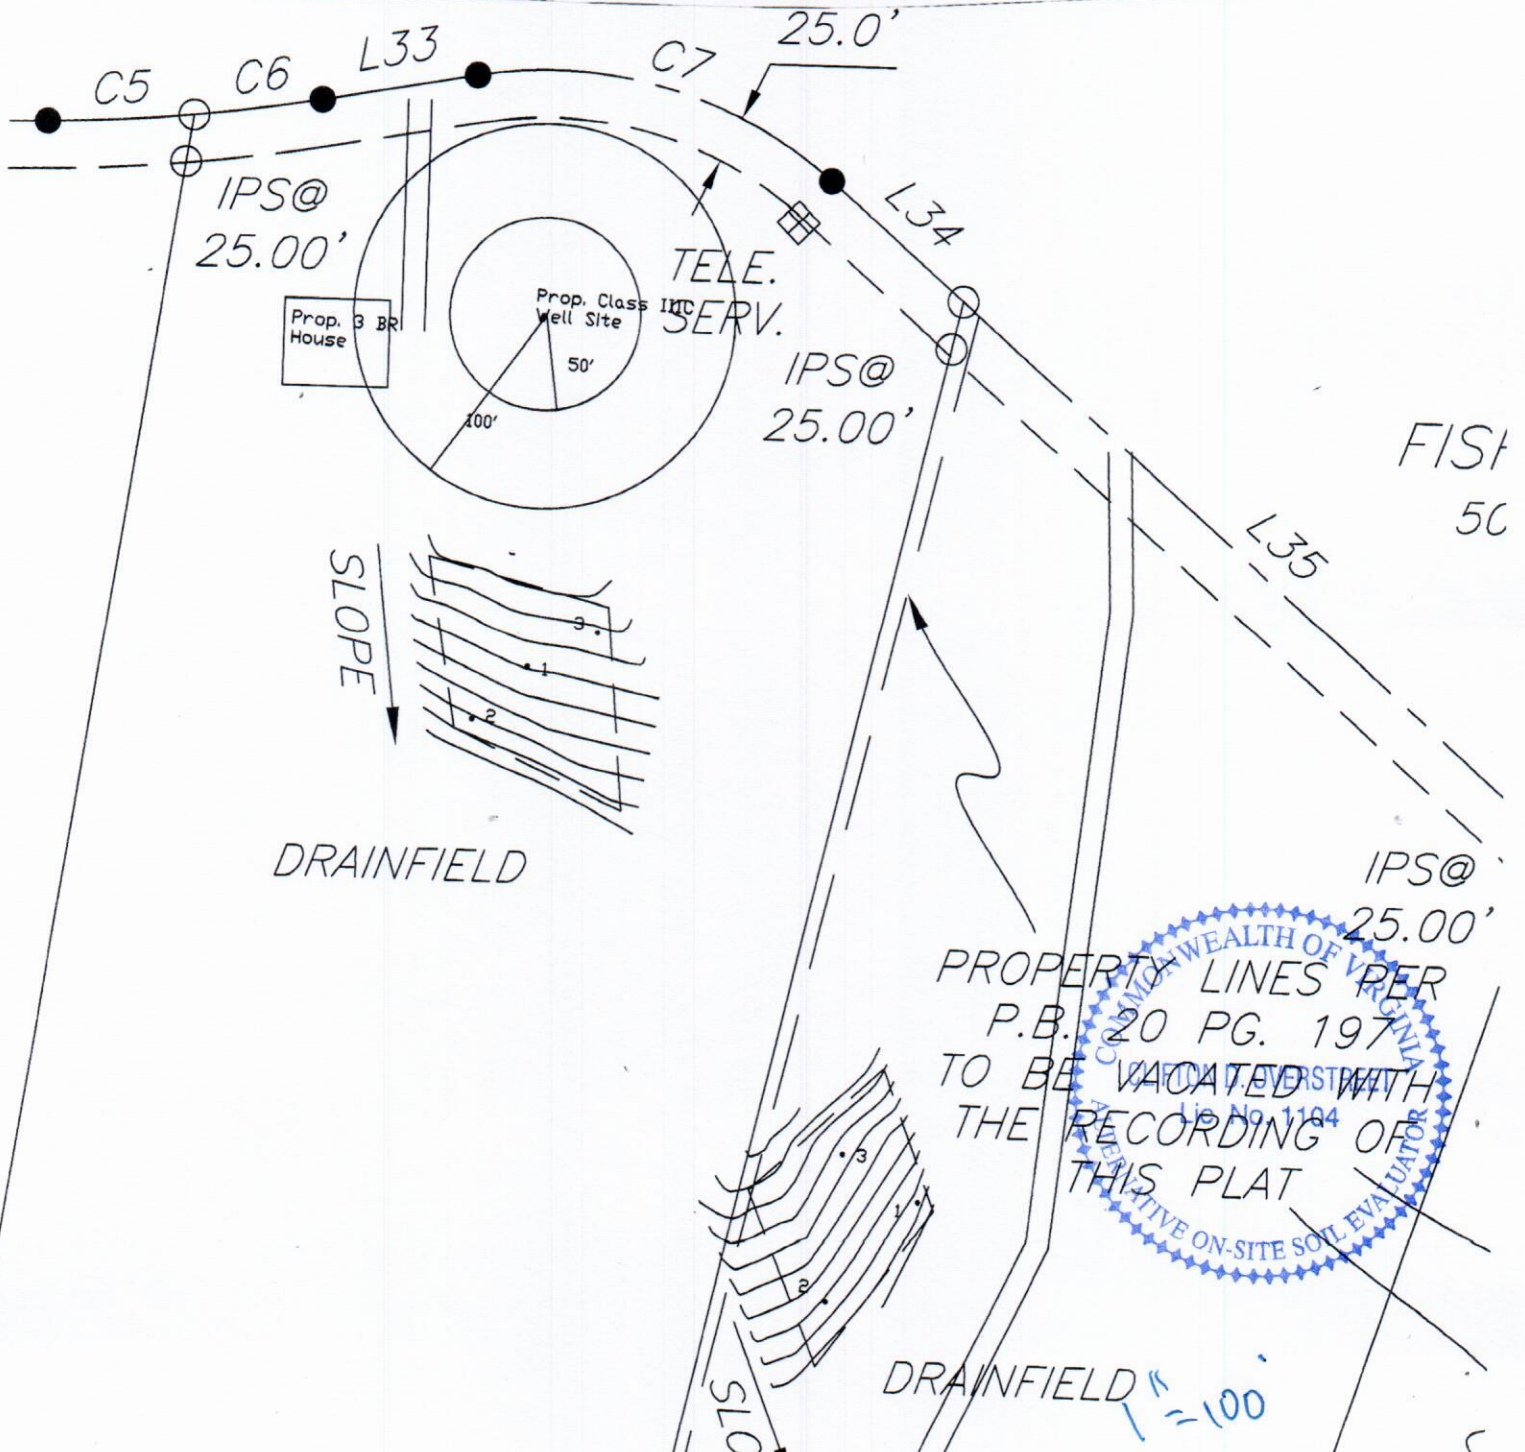 25.0'
C5
C6
L33
C7
IPS@
25.00'
L34
TELE.
SERV.
Prop. 3 BR
House
Prop. Class IIIC
Well Site
50'
100'
IPS@
25.00'
L35
SLOPE
3
1
2
DRAINFIELD
IPS@
25.00'
PROPERTY LINES PER
P.B. 20 PG. 197
TO BE VACATED WITH
THE RECORDING OF
THIS PLAT
COMMONWEALTH OF VIRGINIA
CLIFTON D. OVERSTREET
Lic. No. 1104
ALTERNATIVE ON-SITE SOIL EVALUATOR
3
1
2
DRAINFIELD
1"=100'